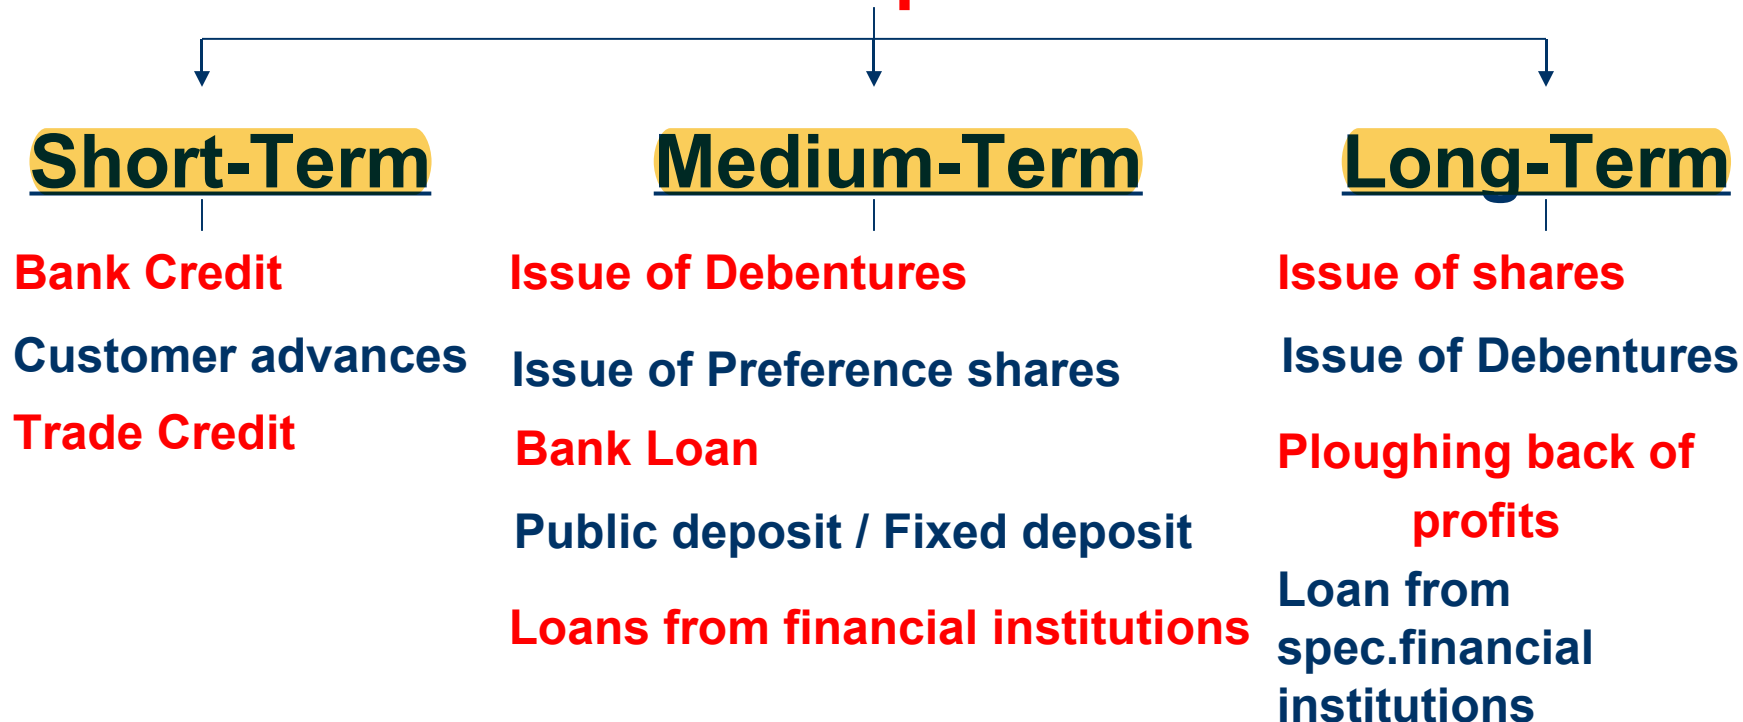 Short-Term
Medium-Term
Long-Term
Bank Credit
Customer advances
Trade Credit
Issue of Debentures
Issue of Preference shares
Bank Loan
Public deposit / Fixed deposit
Loans from financial institutions
Issue of shares
Issue of Debentures
Ploughing back of
profits
Loan from
spec.financial
institutions